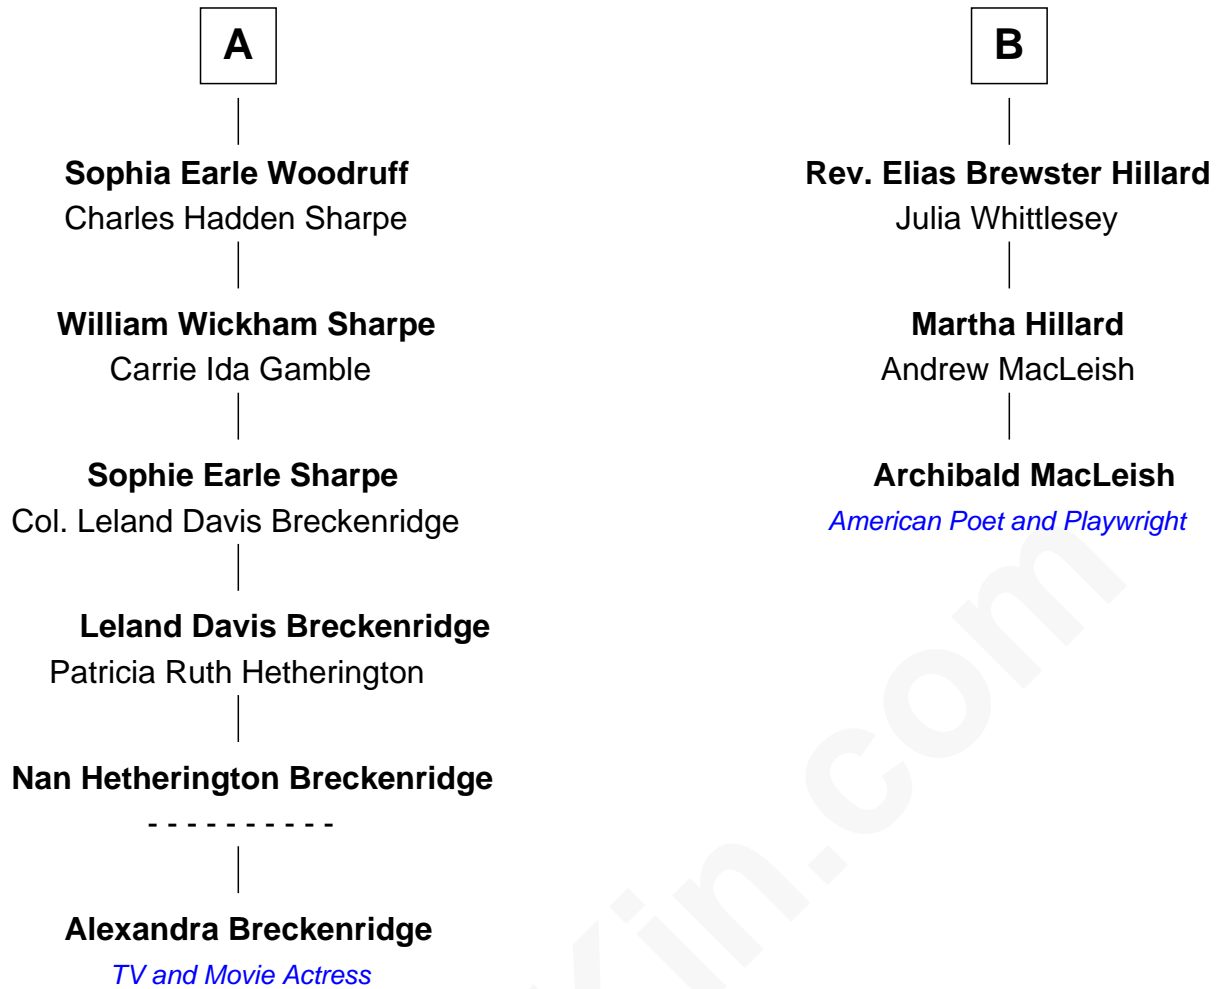 A
Sophia Earle Woodruff
Charles Hadden Sharpe
William Wickham Sharpe
Carrie Ida Gamble
Sophie Earle Sharpe
Col. Leland Davis Breckenridge
Leland Davis Breckenridge
Patricia Ruth Hetherington
Nan Hetherington Breckenridge
- - - - - - - - - -
Alexandra Breckenridge
TV and Movie Actress
B
Rev. Elias Brewster Hillard
Julia Whittlesey
Martha Hillard
Andrew MacLeish
Archibald MacLeish
American Poet and Playwright
Kin.com